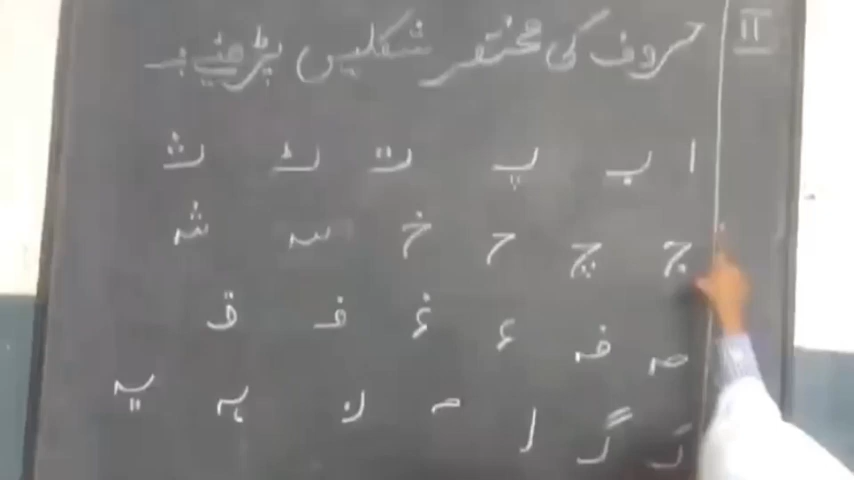 II
حروف کی مختصر شکلیں پڑھئیے۔
ا بـ پـ تـ ٹـ ثـ
جـ چـ حـ خـ سـ شـ
صـ ضـ عـ غـ فـ قـ
کـ گـ لـ مـ نـ ہـ یـ